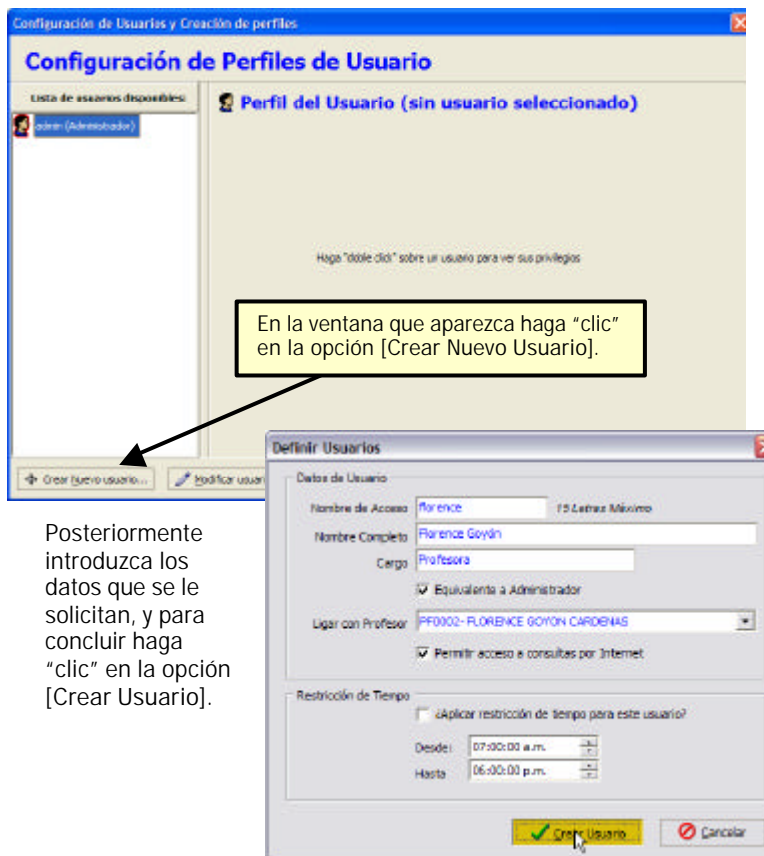 Configuración de Usuarios y Creación de perfiles
Configuración de Perfiles de Usuario
Lista de usuarios disponibles:
admin (Administrador)
Perfil del Usuario (sin usuario seleccionado)
Haga "doble click" sobre un usuario para ver sus privilegios
En la ventana que aparezca haga “clic”
en la opción [Crear Nuevo Usuario].
Crear Nuevo usuario...
Modificar usuari
Posteriormente
introduzca los
datos que se le
solicitan, y para
concluir haga
“clic” en la opción
[Crear Usuario].
Definir Usuarios
Datos de Usuario
Nombre de Acceso florence 15 Letras Máximo
Nombre Completo Florence Goyón
Cargo Profesora
Equivalente a Administrador
Ligar con Profesor PF0002- FLORENCE GOYON CARDENAS
Permitir acceso a consultas por Internet
Restricción de Tiempo
¿Aplicar restricción de tiempo para este usuario?
Desde: 07:00:00 a.m.
Hasta 06:00:00 p.m.
Crear Usuario
Cancelar